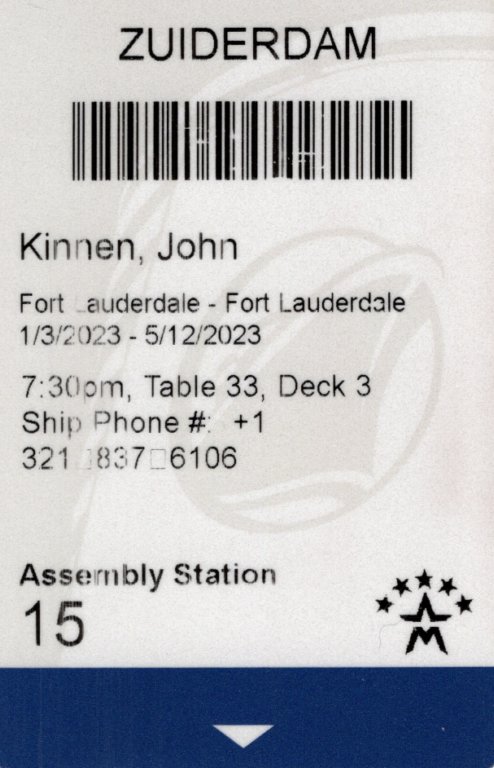 ZUIDERDAM
Kinnen, John
Fort Lauderdale - Fort Lauderdale
1/3/2023 - 5/12/2023
7:30pm, Table 33, Deck 3
Ship Phone #: +1
321 □837□6106
Assembly Station
15
M